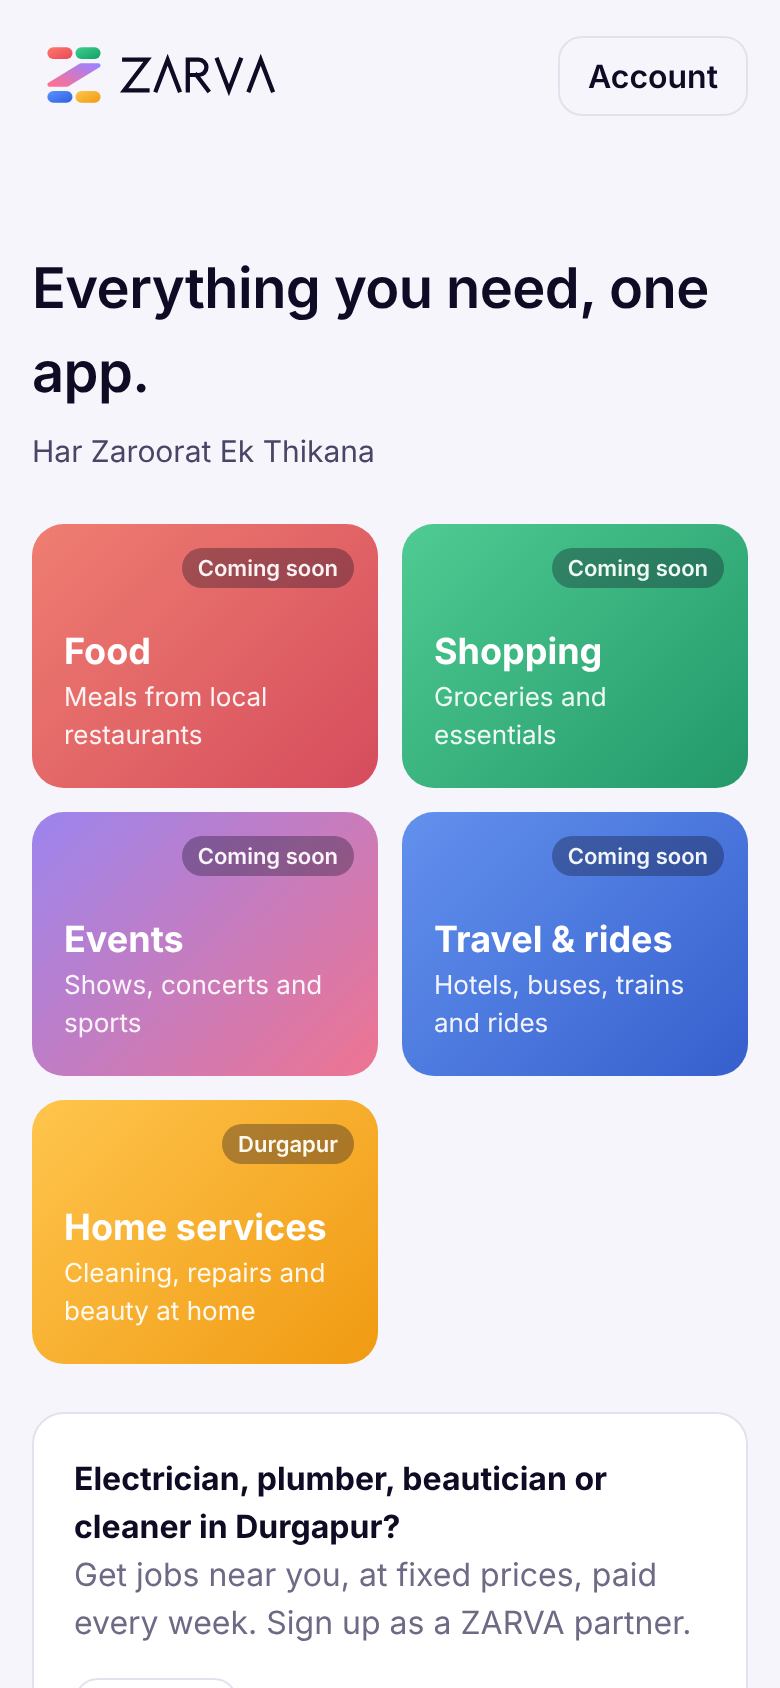 ZARVA
Account
Everything you need, one
app.
Har Zaroorat Ek Thikana
Coming soon
Food
Meals from local
restaurants
Coming soon
Shopping
Groceries and
essentials
Coming soon
Events
Shows, concerts and
sports
Coming soon
Travel & rides
Hotels, buses, trains
and rides
Durgapur
Home services
Cleaning, repairs and
beauty at home
Electrician, plumber, beautician or
cleaner in Durgapur?
Get jobs near you, at fixed prices, paid
every week. Sign up as a ZARVA partner.